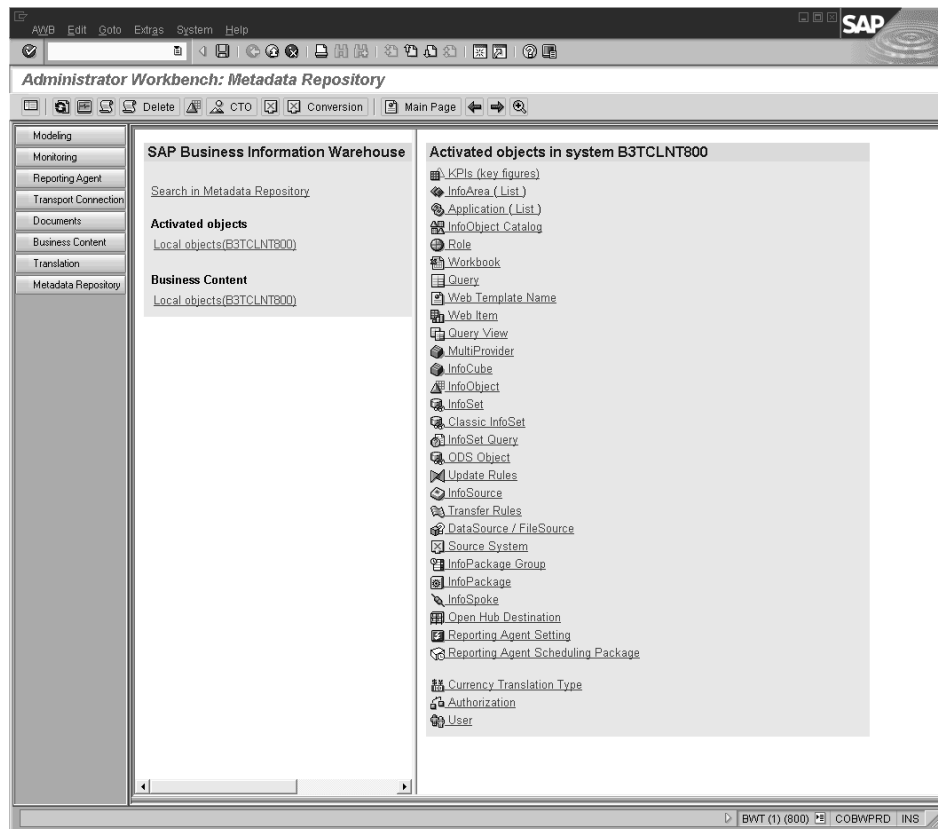 AWB Edit Goto Extras System Help
SAP
Administrator Workbench: Metadata Repository
Delete CTO Conversion Main Page
Modeling
Monitoring
Reporting Agent
Transport Connection
Documents
Business Content
Translation
Metadata Repository
SAP Business Information Warehouse
Search in Metadata Repository
Activated objects
Local objects(B3TCLNT800)
Business Content
Local objects(B3TCLNT800)
Activated objects in system B3TCLNT800
KPIs (key figures)
InfoArea ( List )
Application ( List )
InfoObject Catalog
Role
Workbook
Query
Web Template Name
Web Item
Query View
MultiProvider
InfoCube
InfoObject
InfoSet
Classic InfoSet
InfoSet Query
ODS Object
Update Rules
InfoSource
Transfer Rules
DataSource / FileSource
Source System
InfoPackage Group
InfoPackage
InfoSpoke
Open Hub Destination
Reporting Agent Setting
Reporting Agent Scheduling Package
Currency Translation Type
Authorization
User
BWT (1) (800) COBWPRD INS